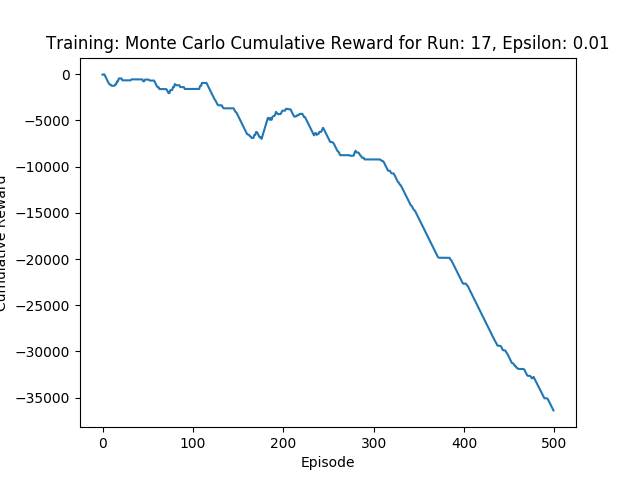 Training: Monte Carlo Cumulative Reward for Run: 17, Epsilon: 0.01
0
−5000
−10000
−15000
−20000
−25000
−30000
−35000
Cumulative Reward
0 100 200 300 400 500
Episode